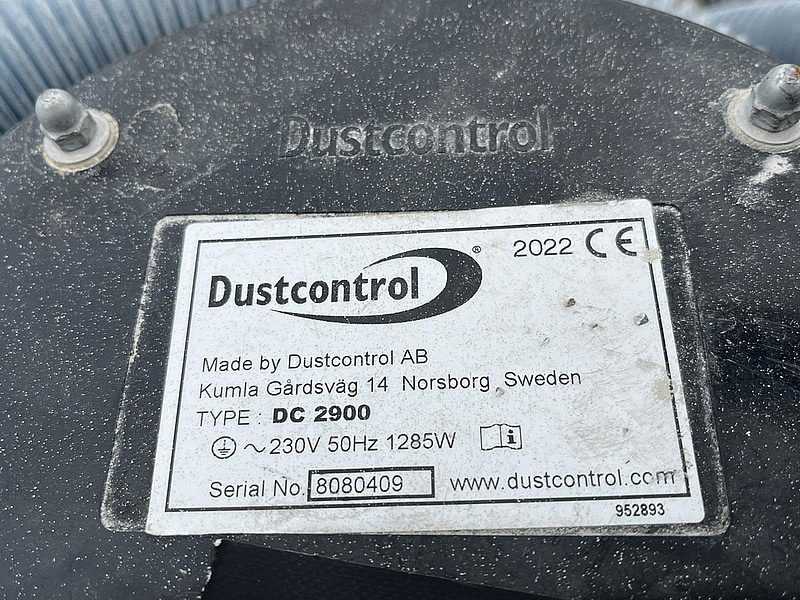 Dustcontrol
2022 CE
Dustcontrol®
Made by Dustcontrol AB
Kumla Gårdsväg 14 Norsborg Sweden
TYPE : DC 2900
~230V 50Hz 1285W
Serial No. 8080409 www.dustcontrol.com
952893